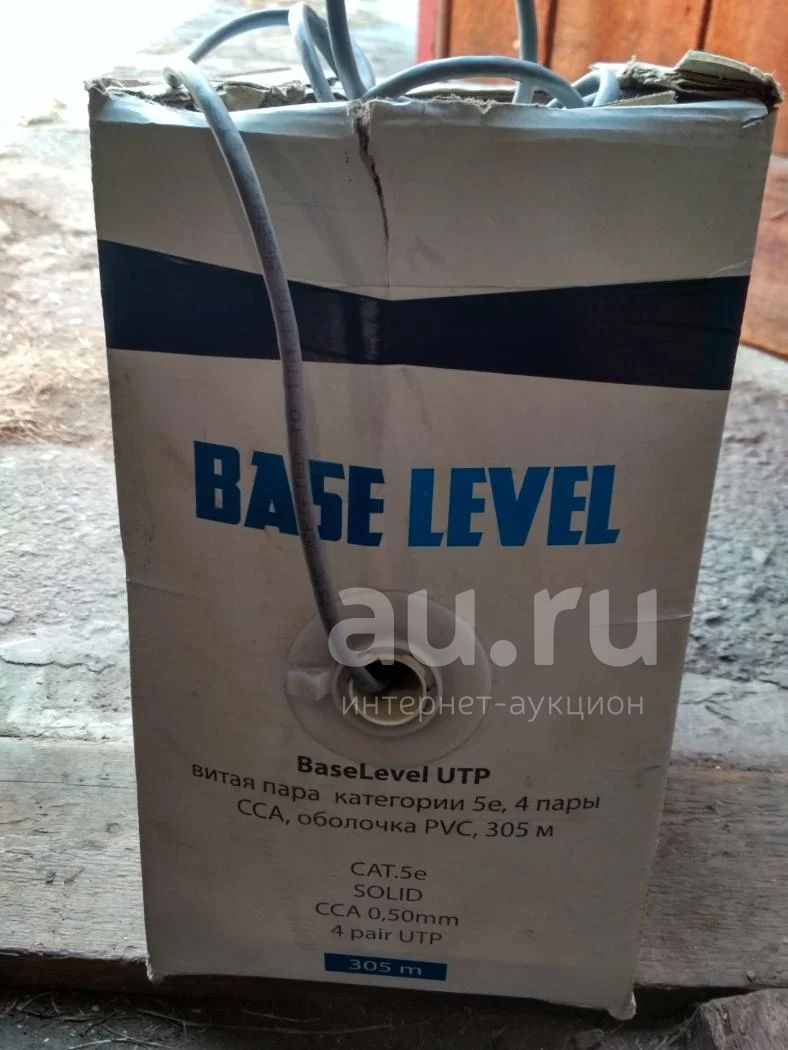 BASE LEVEL
au.ru
интернет-аукцион
BaseLevel UTP
витая пара категории 5е, 4 пары
CCA, оболочка PVC, 305 м
CAT.5e
SOLID
CCA 0,50mm
4 pair UTP
305 m